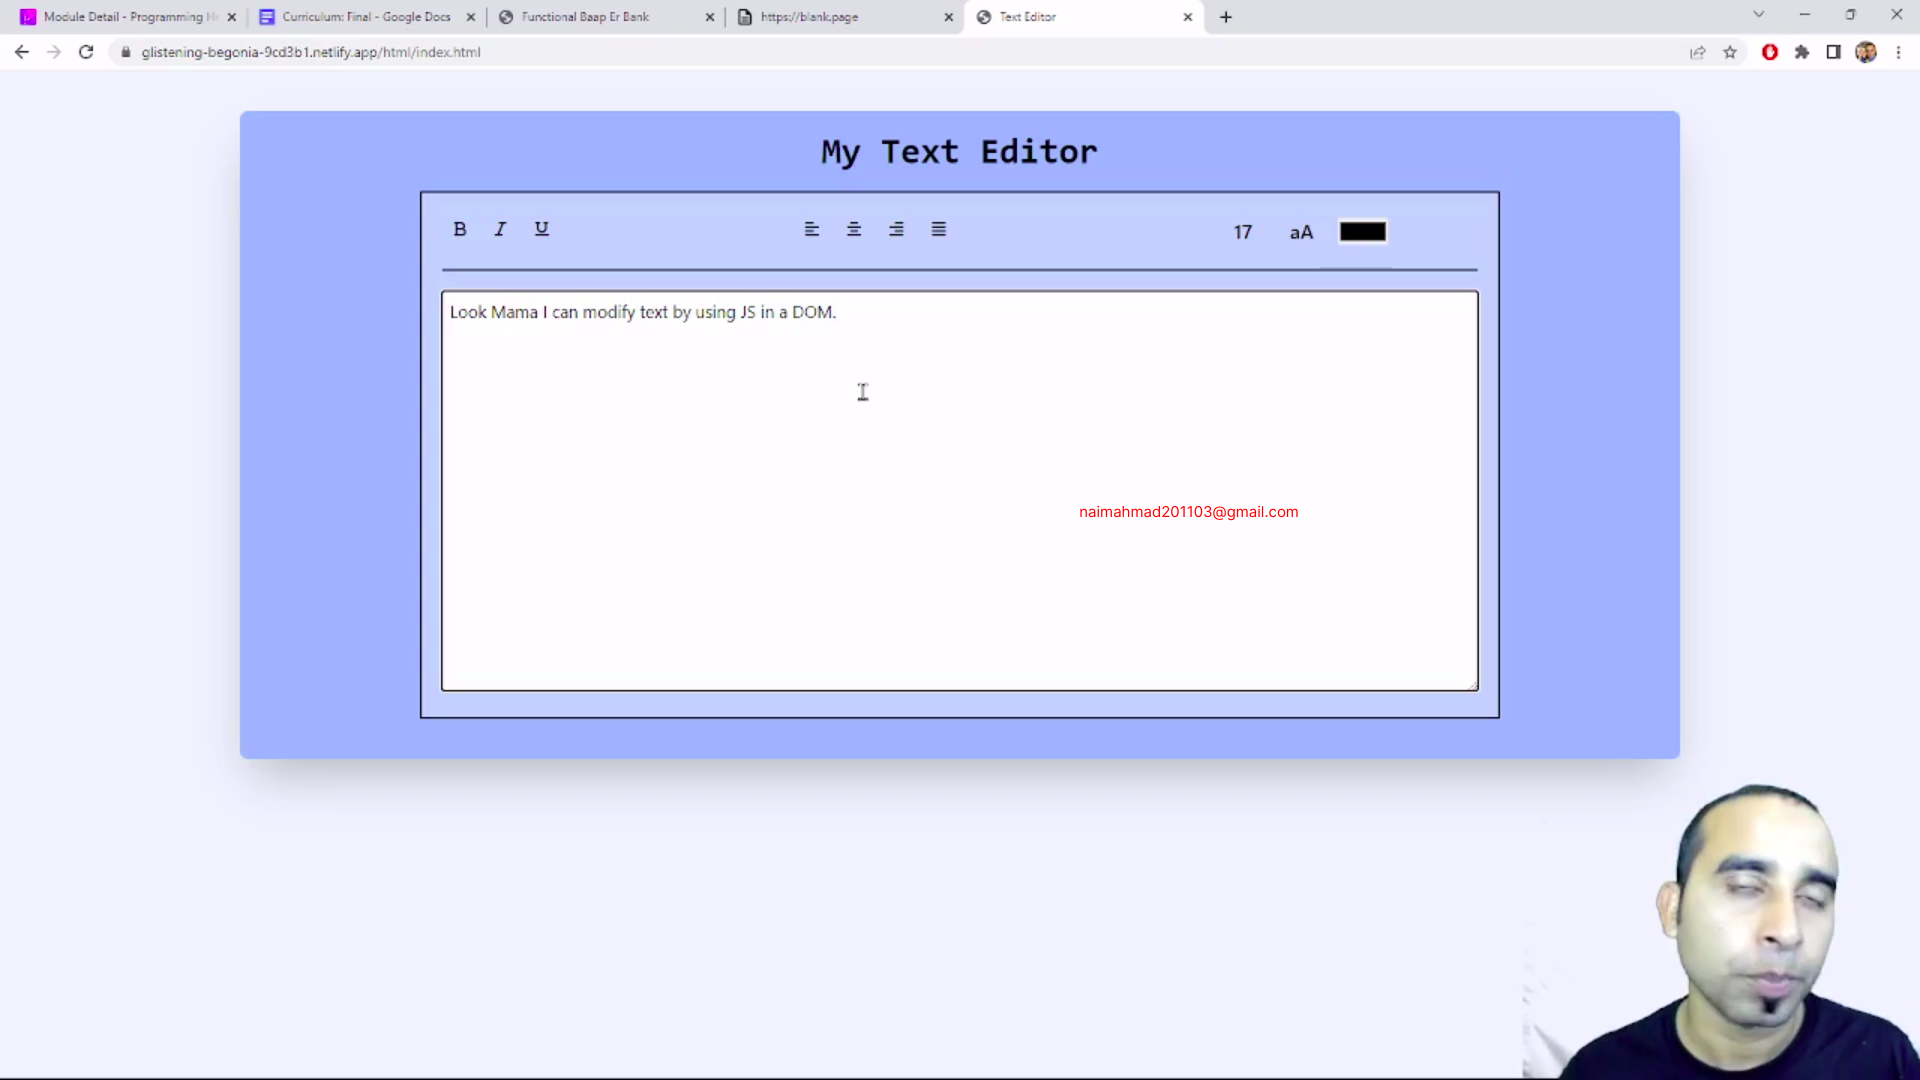 Module Detail - Programming H
Curriculum: Final - Google Docs
Functional Baap Er Bank
https://blank.page
Text Editor
glistening-begonia-9cd3b1.netlify.app/html/index.html
My Text Editor
B I U
17 aA
Look Mama I can modify text by using JS in a DOM.
naimahmad201103@gmail.com